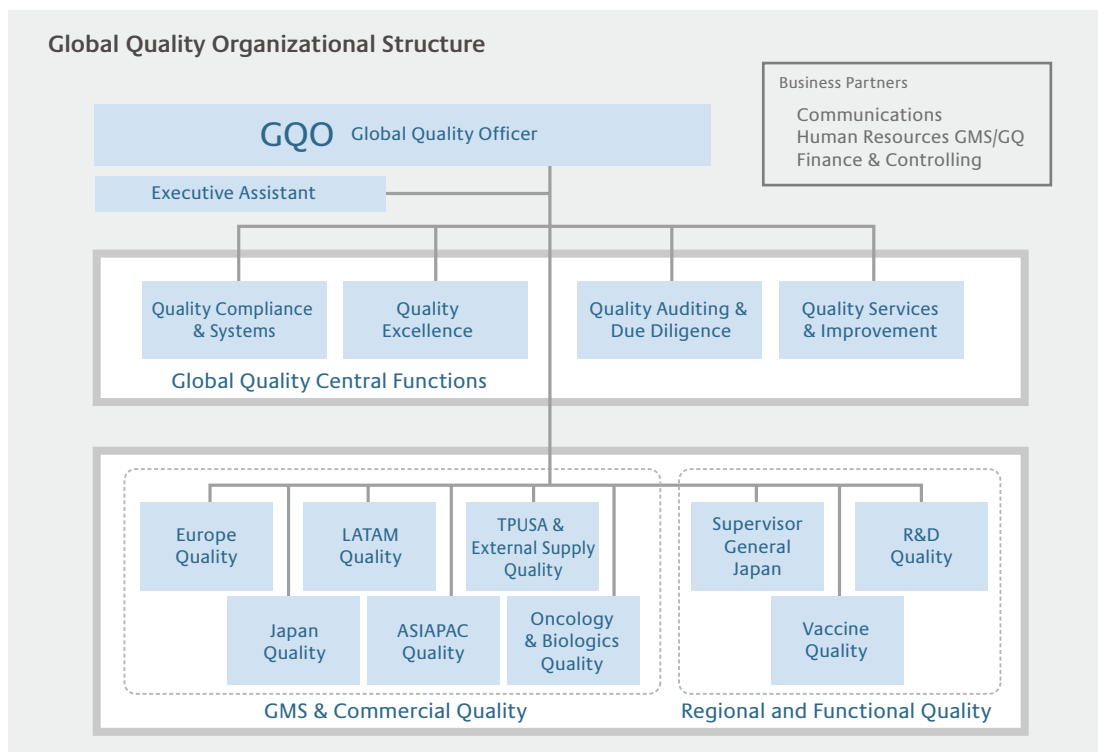 Global Quality Organizational Structure
Business Partners
Communications
Human Resources GMS/GQ
Finance & Controlling
GQO Global Quality Officer
Executive Assistant
Quality Compliance
& Systems
Quality
Excellence
Quality Auditing &
Due Diligence
Quality Services
& Improvement
Global Quality Central Functions
Europe
Quality
LATAM
Quality
TPUSA &
External Supply
Quality
Supervisor
General
Japan
R&D
Quality
Japan
Quality
ASIAPAC
Quality
Oncology
& Biologics
Quality
Vaccine
Quality
GMS & Commercial Quality
Regional and Functional Quality